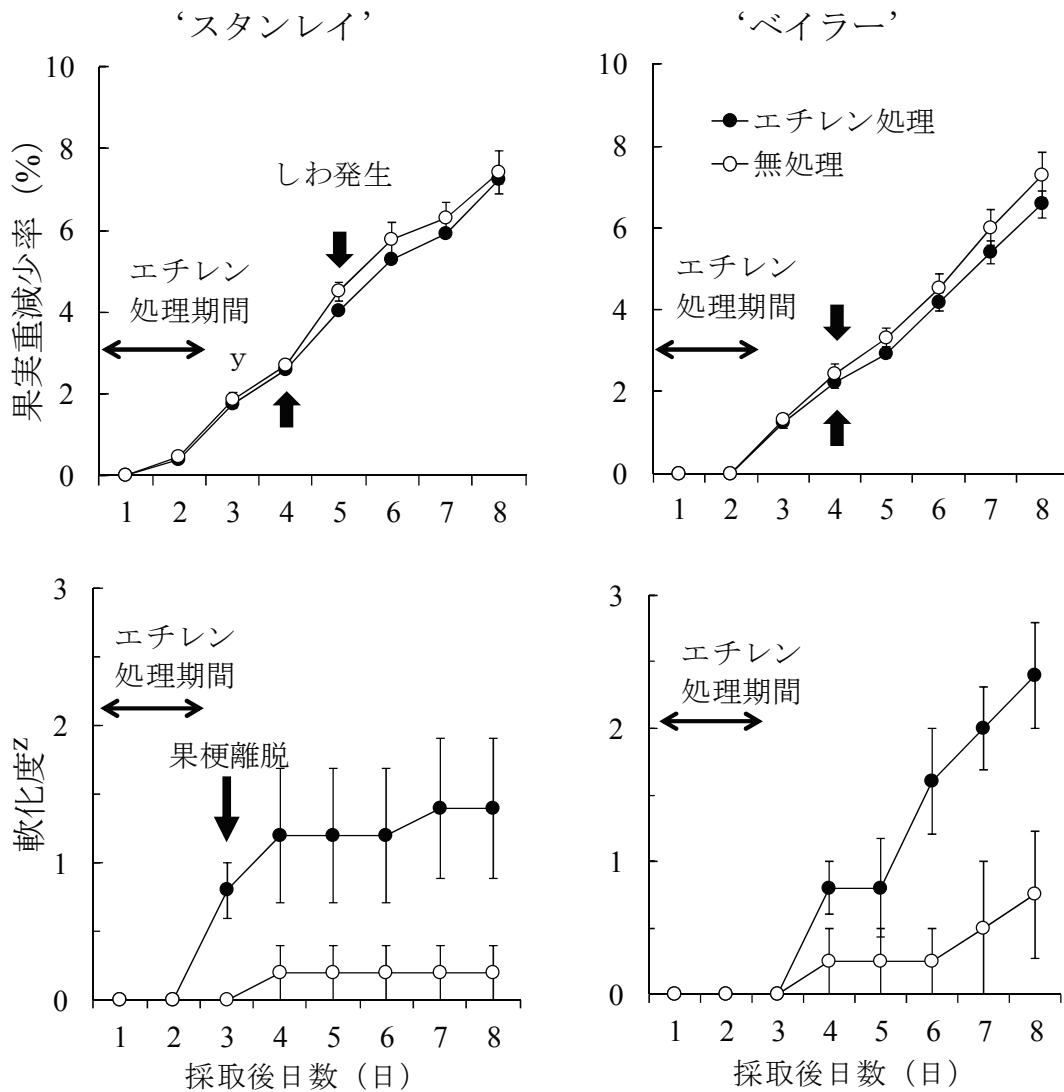 ‘スタンレイ’
‘ベイラー’
果実重減少率（%）
10
8
6
4
2
0
しわ発生
エチレン
処理期間
y
1 2 3 4 5 6 7 8
10
8
6
4
2
0
エチレン処理
無処理
エチレン
処理期間
1 2 3 4 5 6 7 8
軟化度z
3
2
1
0
エチレン
処理期間
果梗離脱
1 2 3 4 5 6 7 8
採取後日数（日）
3
2
1
0
エチレン
処理期間
1 2 3 4 5 6 7 8
採取後日数（日）